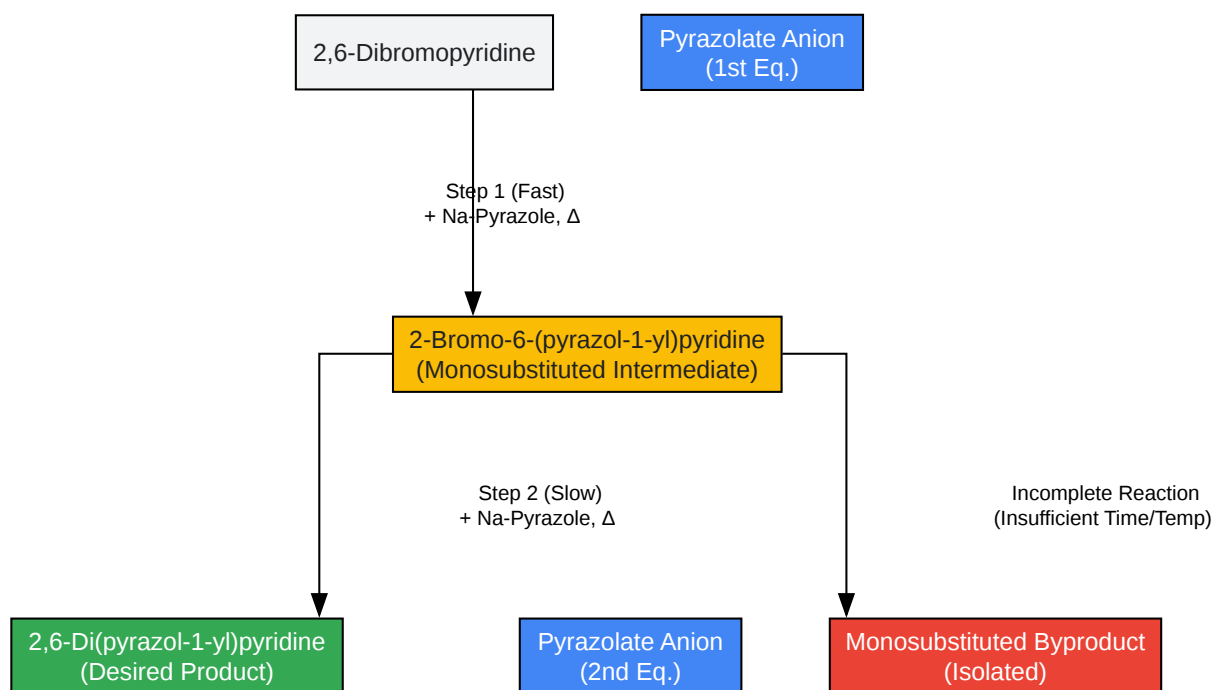 2,6-Dibromopyridine
Pyrazolate Anion
(1st Eq.)
Step 1 (Fast)
+ Na-Pyrazole, Δ
2-Bromo-6-(pyrazol-1-yl)pyridine
(Monosubstituted Intermediate)
Step 2 (Slow)
+ Na-Pyrazole, Δ
Incomplete Reaction
(Insufficient Time/Temp)
2,6-Di(pyrazol-1-yl)pyridine
(Desired Product)
Pyrazolate Anion
(2nd Eq.)
Monosubstituted Byproduct
(Isolated)